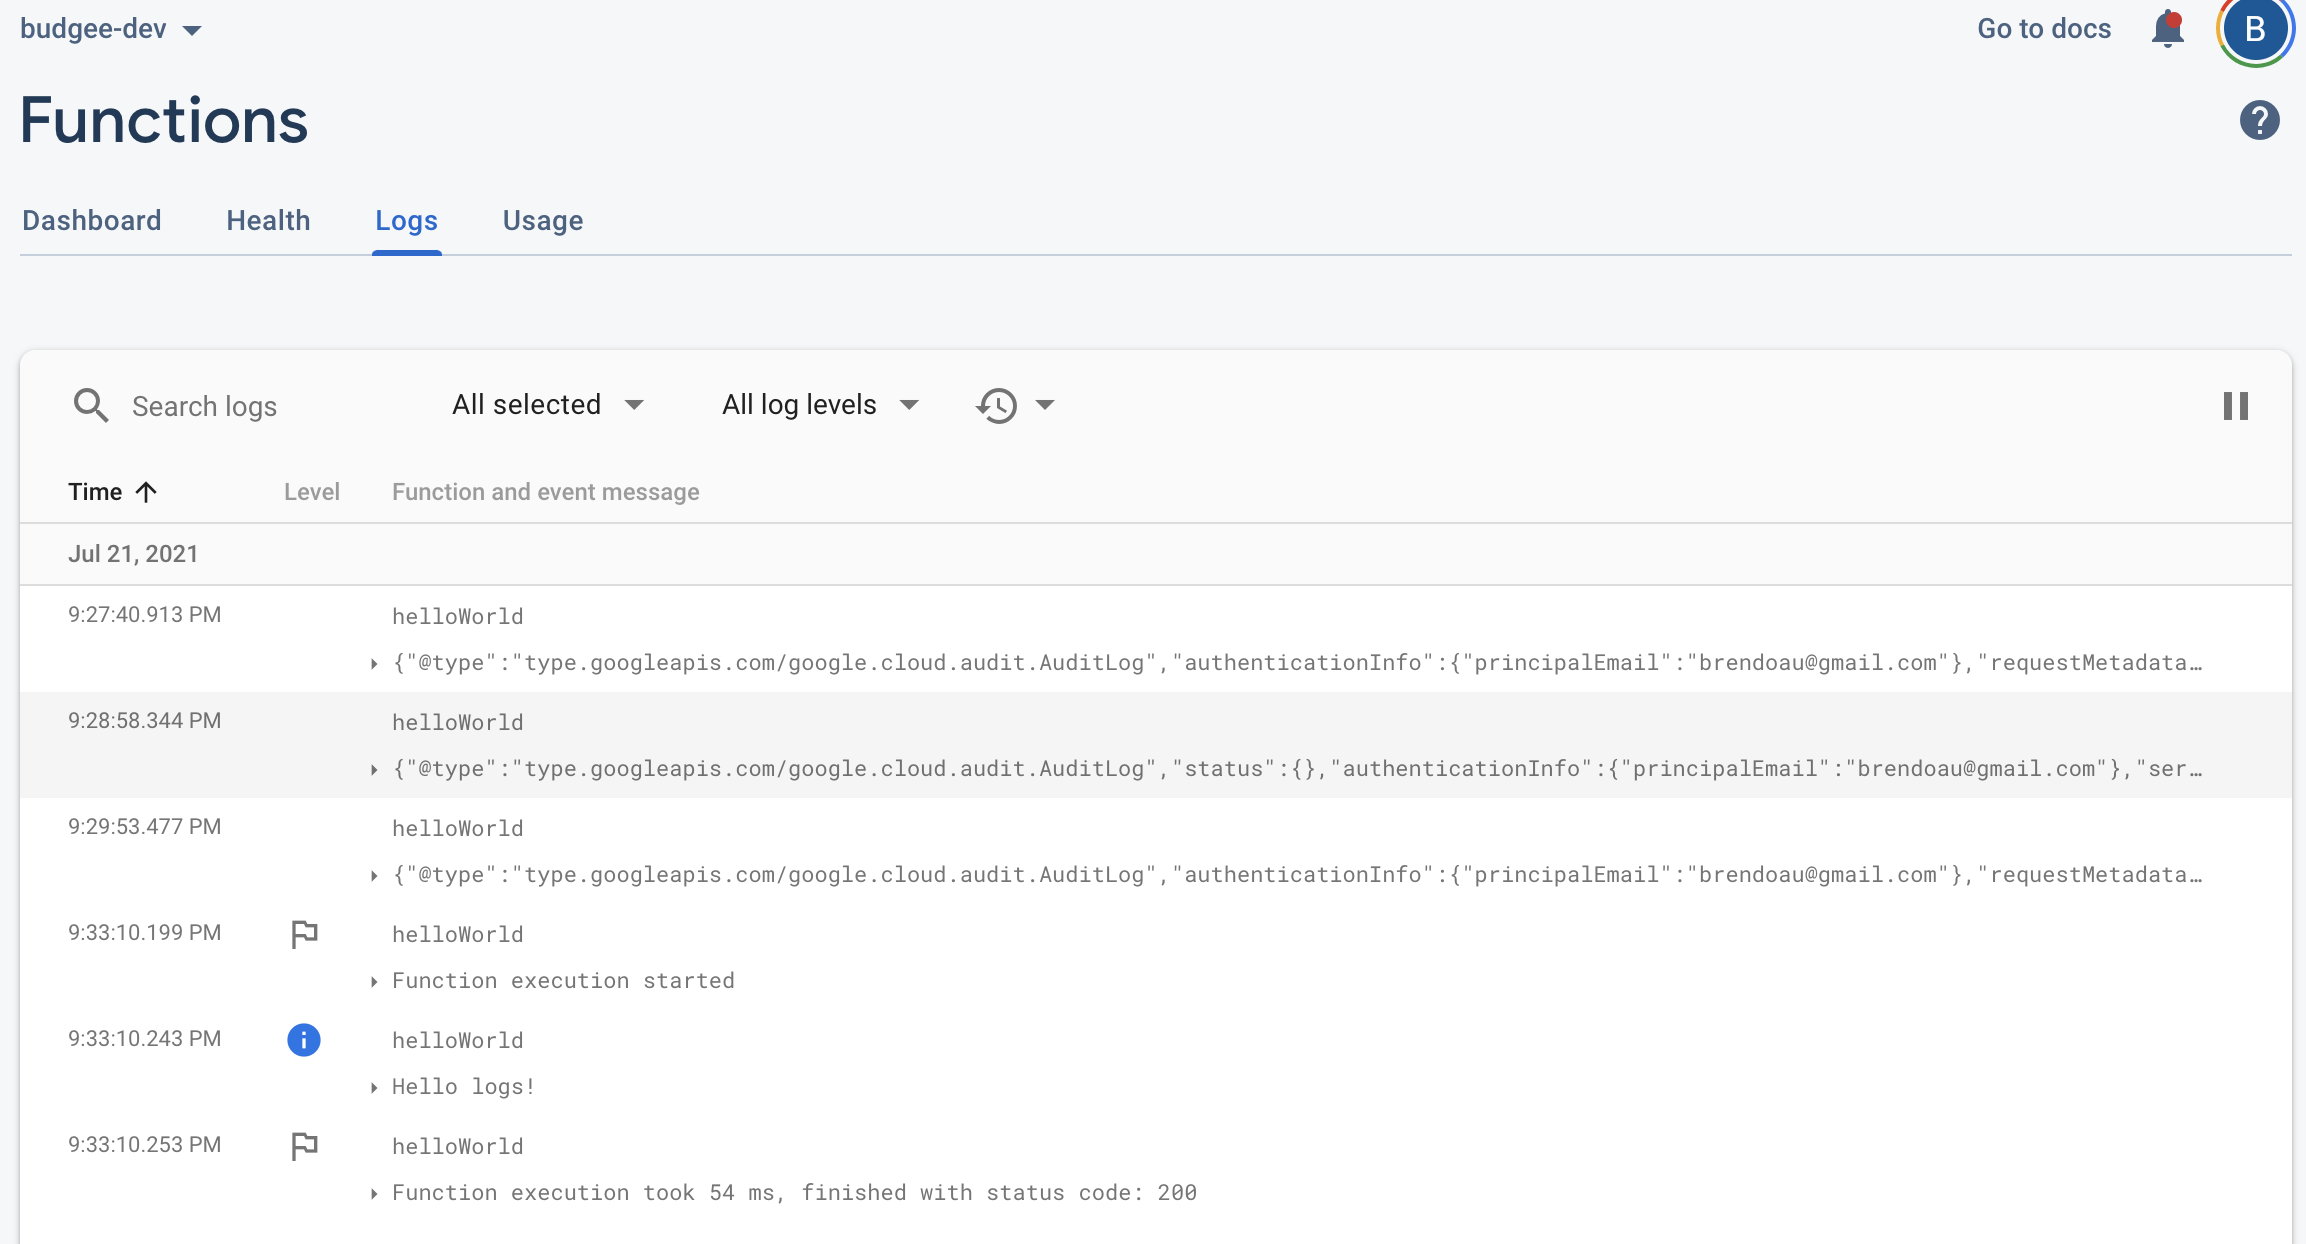 budgee-dev
Go to docs
B
Functions
?
Dashboard Health Logs Usage
Search logs All selected All log levels
Time Level Function and event message
Jul 21, 2021
9:27:40.913 PM helloWorld
{"@type":"type.googleapis.com/google.cloud.audit.AuditLog","authenticationInfo":{"principalEmail":"brendoau@gmail.com"},"requestMetadata…
9:28:58.344 PM helloWorld
{"@type":"type.googleapis.com/google.cloud.audit.AuditLog","status":{},"authenticationInfo":{"principalEmail":"brendoau@gmail.com"},"ser…
9:29:53.477 PM helloWorld
{"@type":"type.googleapis.com/google.cloud.audit.AuditLog","authenticationInfo":{"principalEmail":"brendoau@gmail.com"},"requestMetadata…
9:33:10.199 PM helloWorld
Function execution started
9:33:10.243 PM i helloWorld
Hello logs!
9:33:10.253 PM helloWorld
Function execution took 54 ms, finished with status code: 200